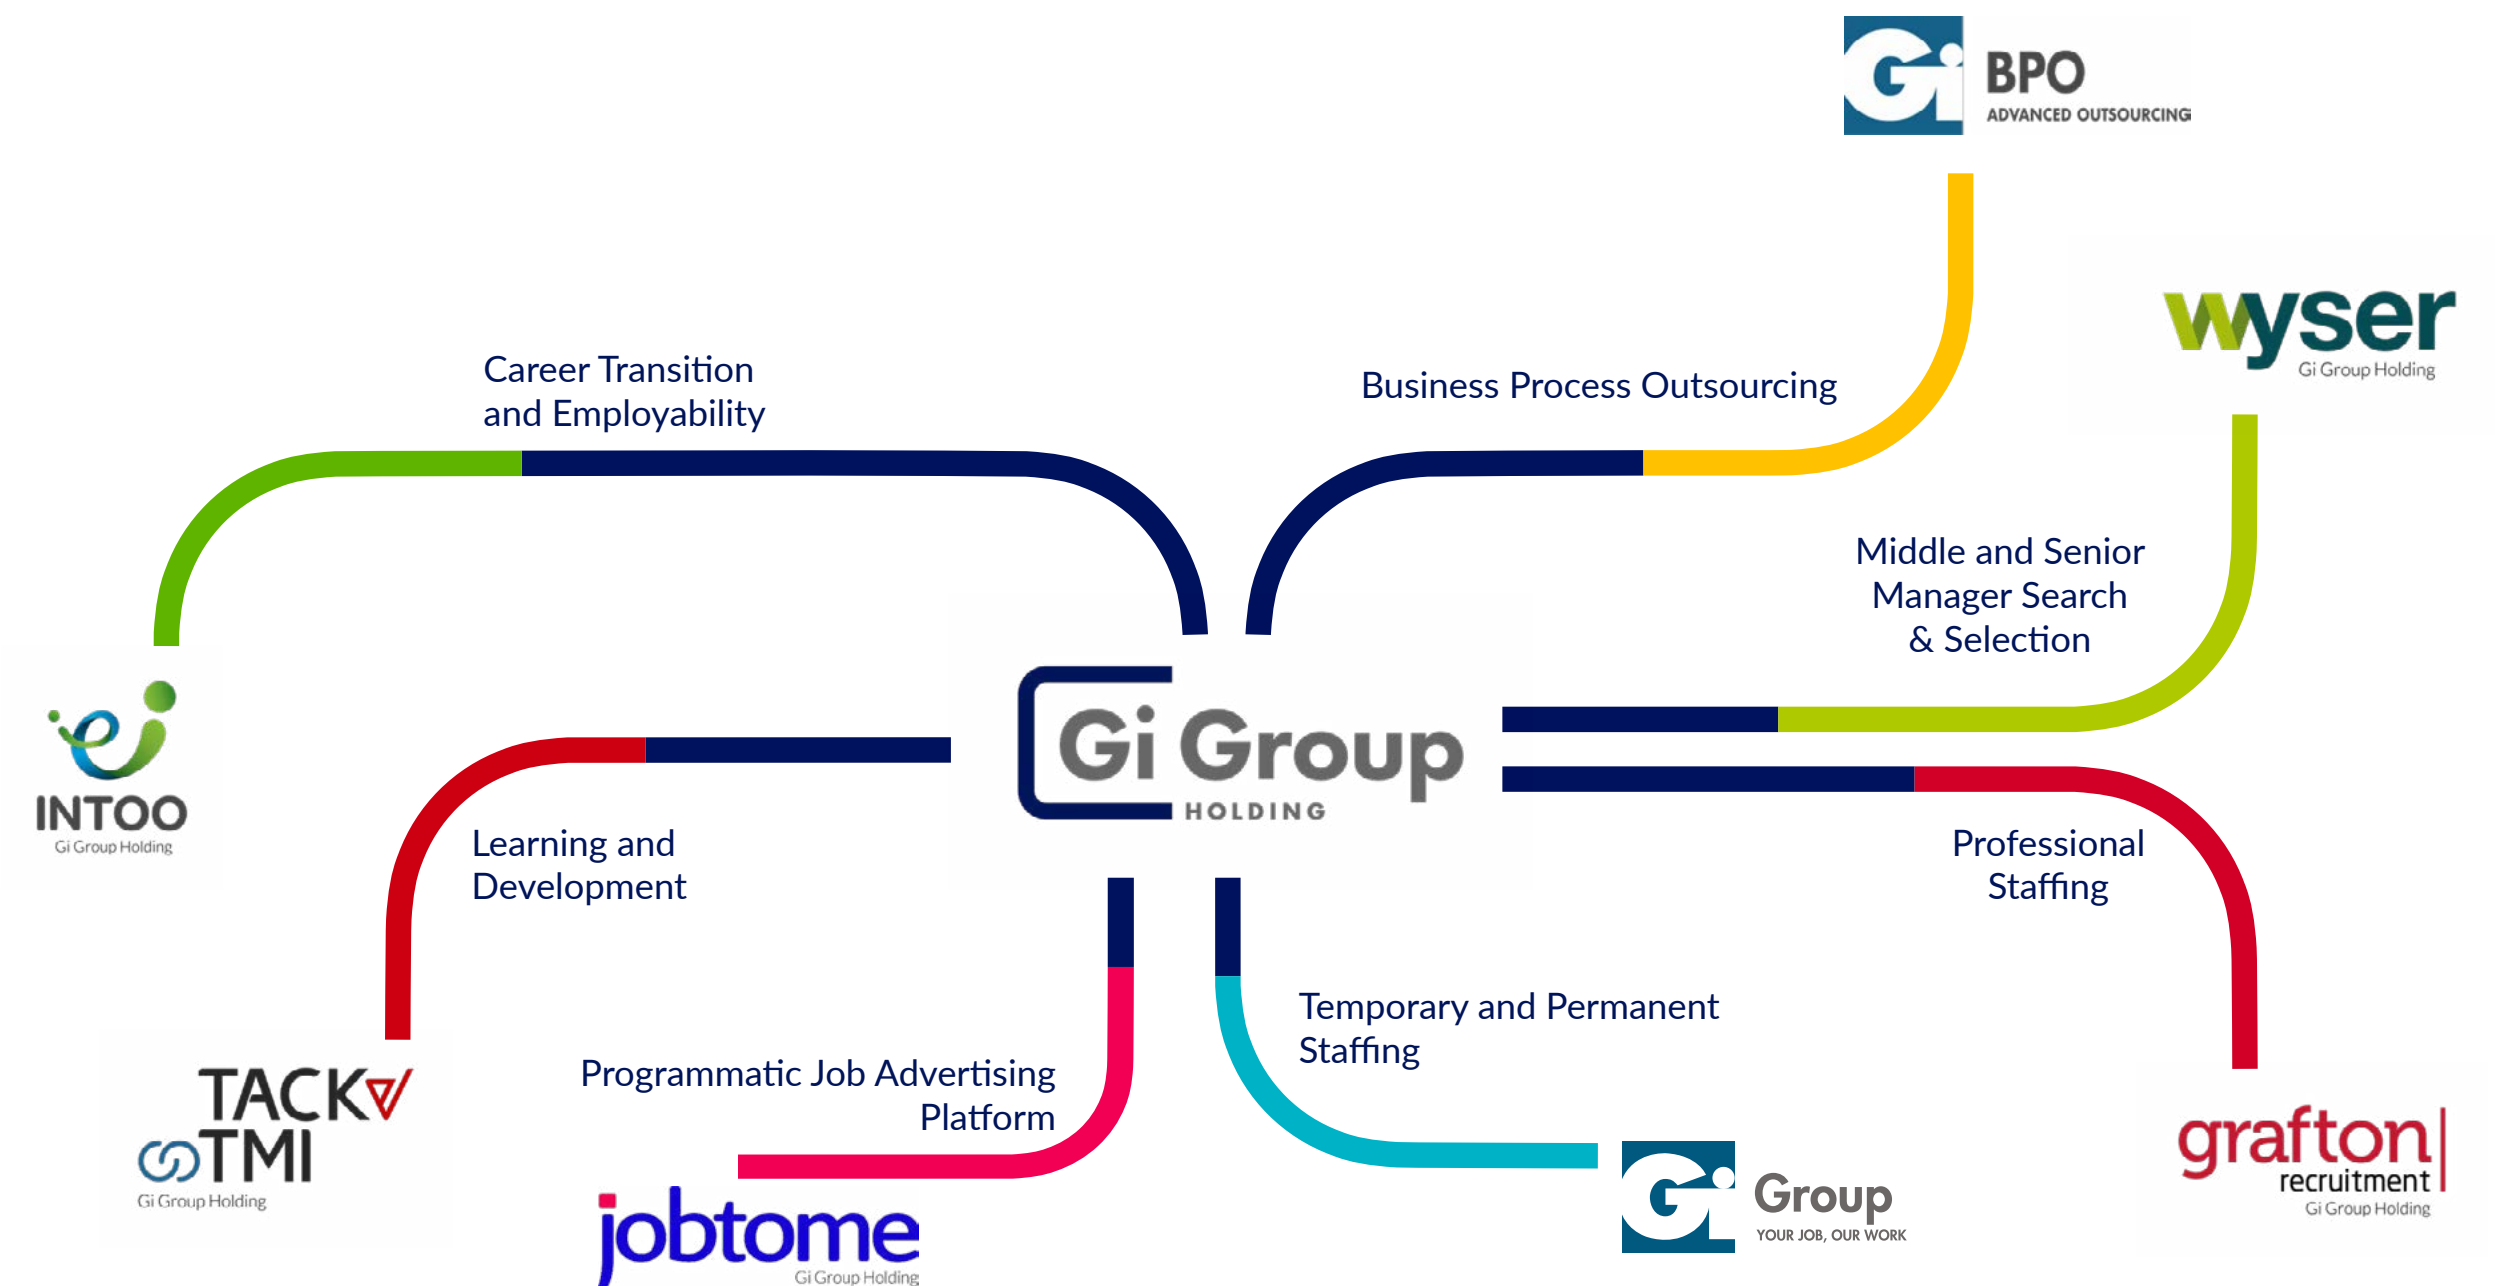 Gi BPO
ADVANCED OUTSOURCING
wyser
Gi Group Holding
Career Transition
and Employability
Business Process Outsourcing
Middle and Senior
Manager Search
& Selection
INTOO
Gi Group Holding
Gi Group
HOLDING
Learning and
Development
Professional
Staffing
Temporary and Permanent
Staffing
Programmatic Job Advertising
Platform
TACK
TMI
Gi Group Holding
jobtome
Gi Group Holding
Gi Group
YOUR JOB, OUR WORK
grafton
recruitment
Gi Group Holding